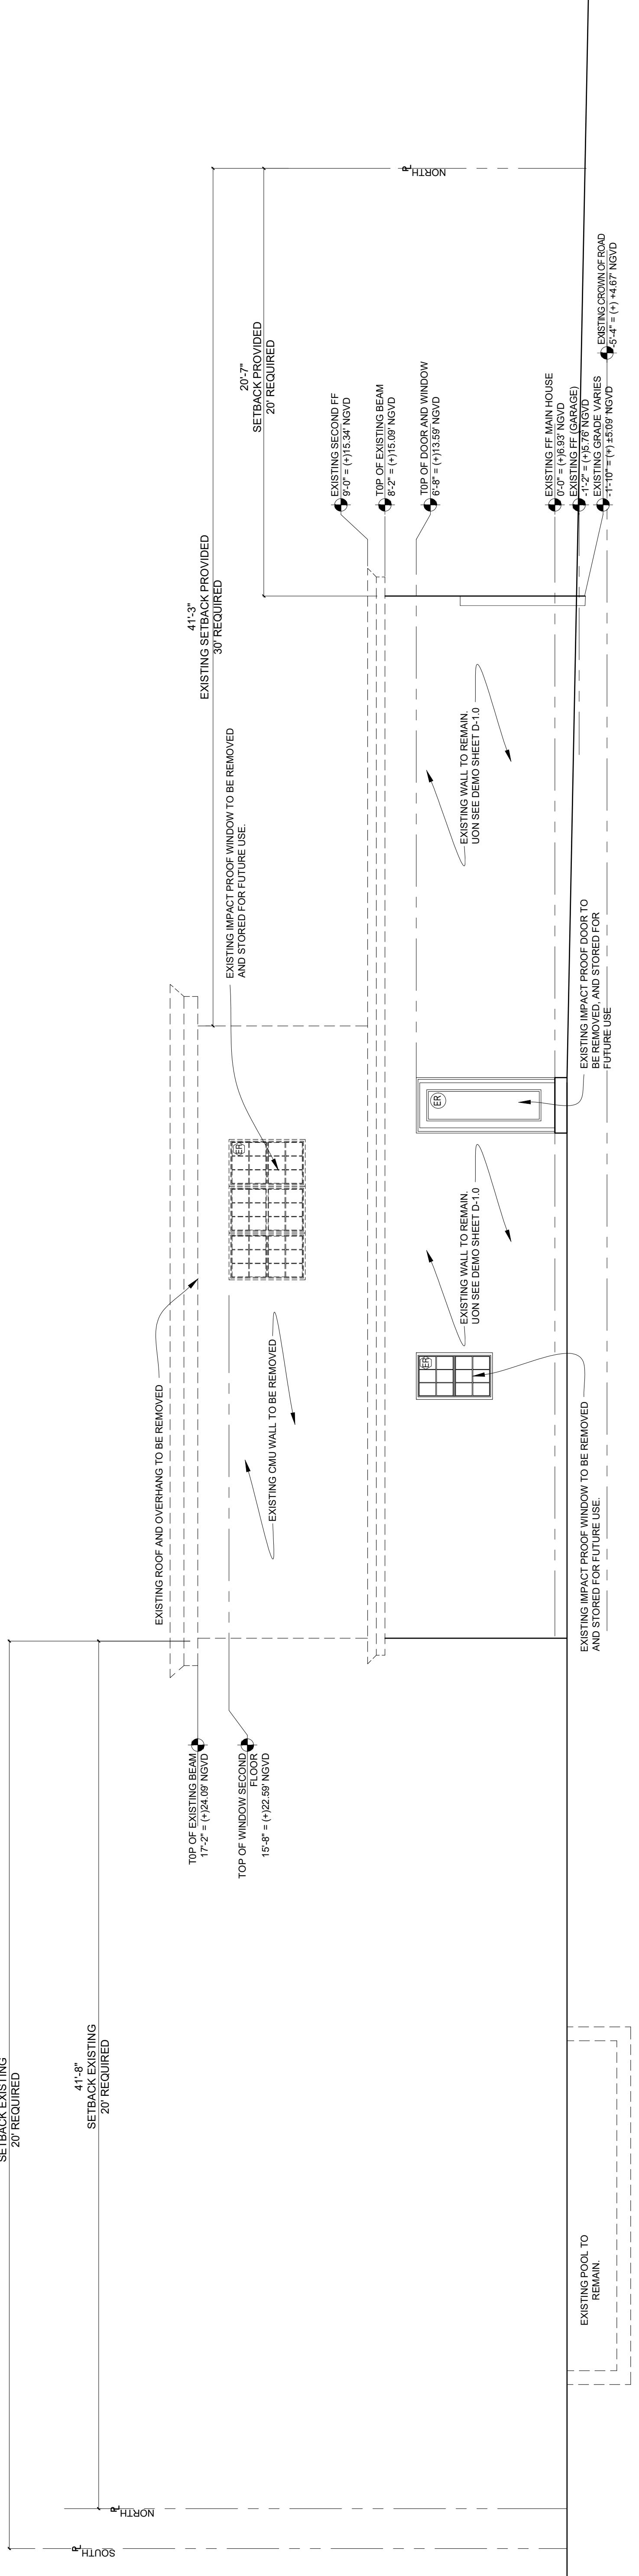 SETBACK EXISTING
20' REQUIRED
41'-8"
SETBACK EXISTING
20' REQUIRED
℄ SOUTH
℄ NORTH
EXISTING POOL TO
REMAIN.
TOP OF EXISTING BEAM
17'-2" = (+)24.09' NGVD
TOP OF WINDOW SECOND
FLOOR
15'-8" = (+)22.59' NGVD
EXISTING ROOF AND OVERHANG TO BE REMOVED
EXISTING CMU WALL TO BE REMOVED
EXISTING IMPACT PROOF WINDOW TO BE REMOVED
AND STORED FOR FUTURE USE.
ER
EXISTING WALL TO REMAIN.
UON SEE DEMO SHEET D-1.0
ER
ER
EXISTING IMPACT PROOF WINDOW TO BE REMOVED
AND STORED FOR FUTURE USE.
EXISTING IMPACT PROOF DOOR TO
BE REMOVED, AND STORED FOR
FUTURE USE
EXISTING WALL TO REMAIN.
UON SEE DEMO SHEET D-1.0
41'-3"
EXISTING SETBACK PROVIDED
30' REQUIRED
20'-7"
SETBACK PROVIDED
20' REQUIRED
℄ NORTH
EXISTING SECOND FF
9'-0" = (+)15.34' NGVD
TOP OF EXISTING BEAM
8'-2" = (+)15.09' NGVD
TOP OF DOOR AND WINDOW
6'-8" = (+)13.59' NGVD
EXISTING FF MAIN HOUSE
0'-0" = (+)6.93' NGVD
EXISTING FF (GARAGE)
-1'-2" = (+)5.76' NGVD
EXISTING GRADE VARIES
-1'-10" = (+) ±5.09' NGVD
EXISTING CROWN OF ROAD
-5'-4" = (+) +4.67' NGVD